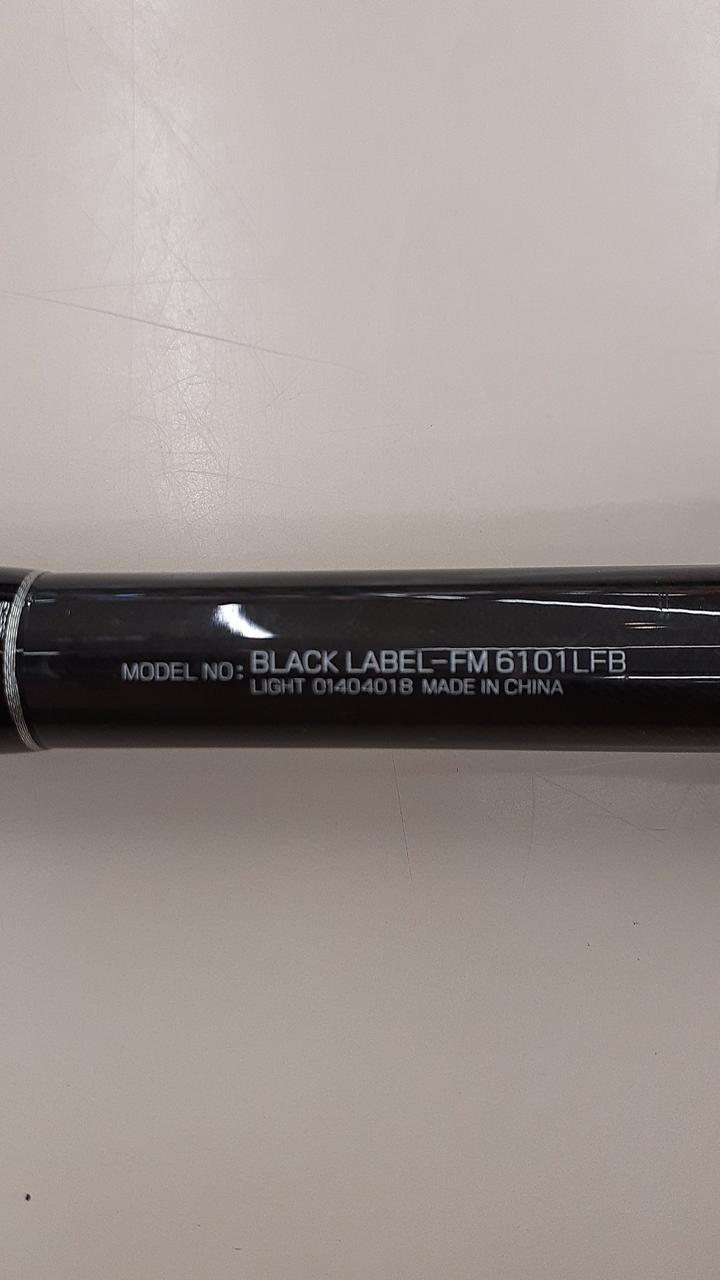 MODEL NO: BLACK LABEL-FM 6101LFB
LIGHT 01404018 MADE IN CHINA